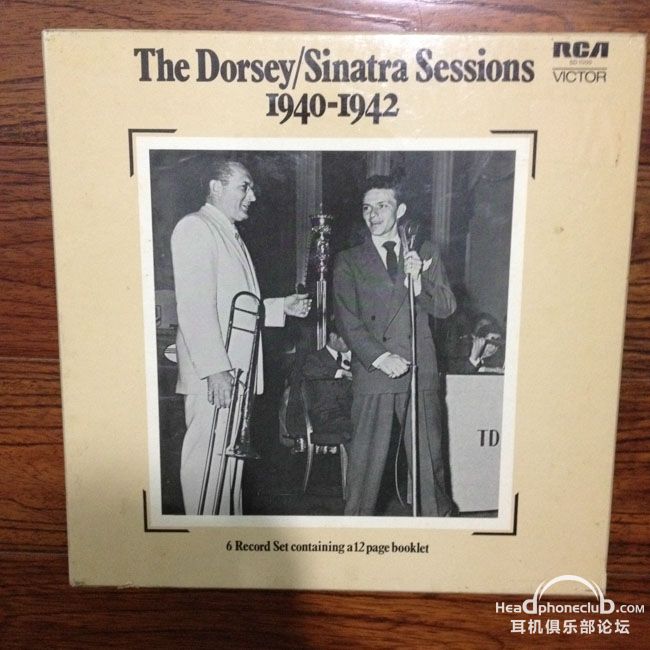 The Dorsey/Sinatra Sessions
1940-1942
RCA
VICTOR
TD
6 Record Set containing a 12 page booklet
Headphoneclub.com
耳机俱乐部论坛